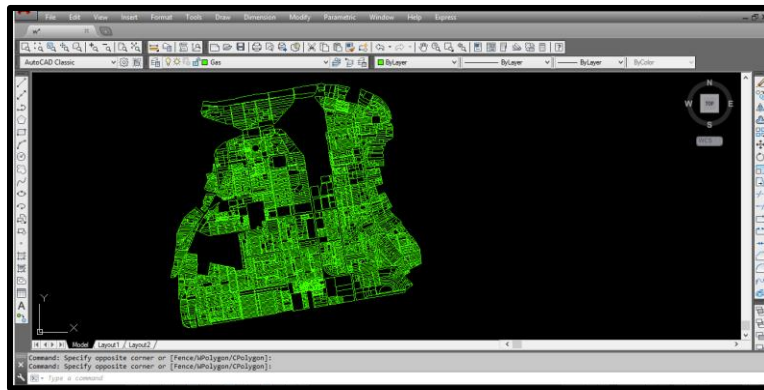 File Edit View Insert Format Tools Draw Dimension Modify Parametric Window Help Express
w*
AutoCAD Classic Gas ByLayer ByLayer ByLayer ByColor
N
W TOP E
S
WCS
Y
X
Model Layout1 Layout2
Command: Specify opposite corner or [Fence/WPolygon/CPolygon]:
Command: Specify opposite corner or [Fence/WPolygon/CPolygon]:
Type a command